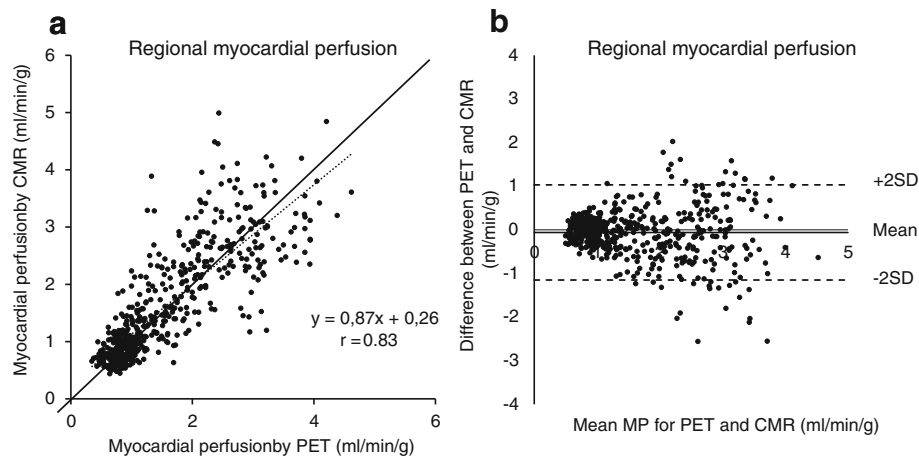 a
Regional myocardial perfusion
Myocardial perfusionby CMR (ml/min/g)
6
5
4
3
2
1
0
0
2
4
6
y = 0,87x + 0,26
r = 0.83
Myocardial perfusionby PET (ml/min/g)
b
Regional myocardial perfusion
Difference between PET and CMR
(ml/min/g)
4
3
2
1
0
-1
-2
-3
-4
0
1
2
3
4
5
+2SD
Mean
-2SD
Mean MP for PET and CMR (ml/min/g)